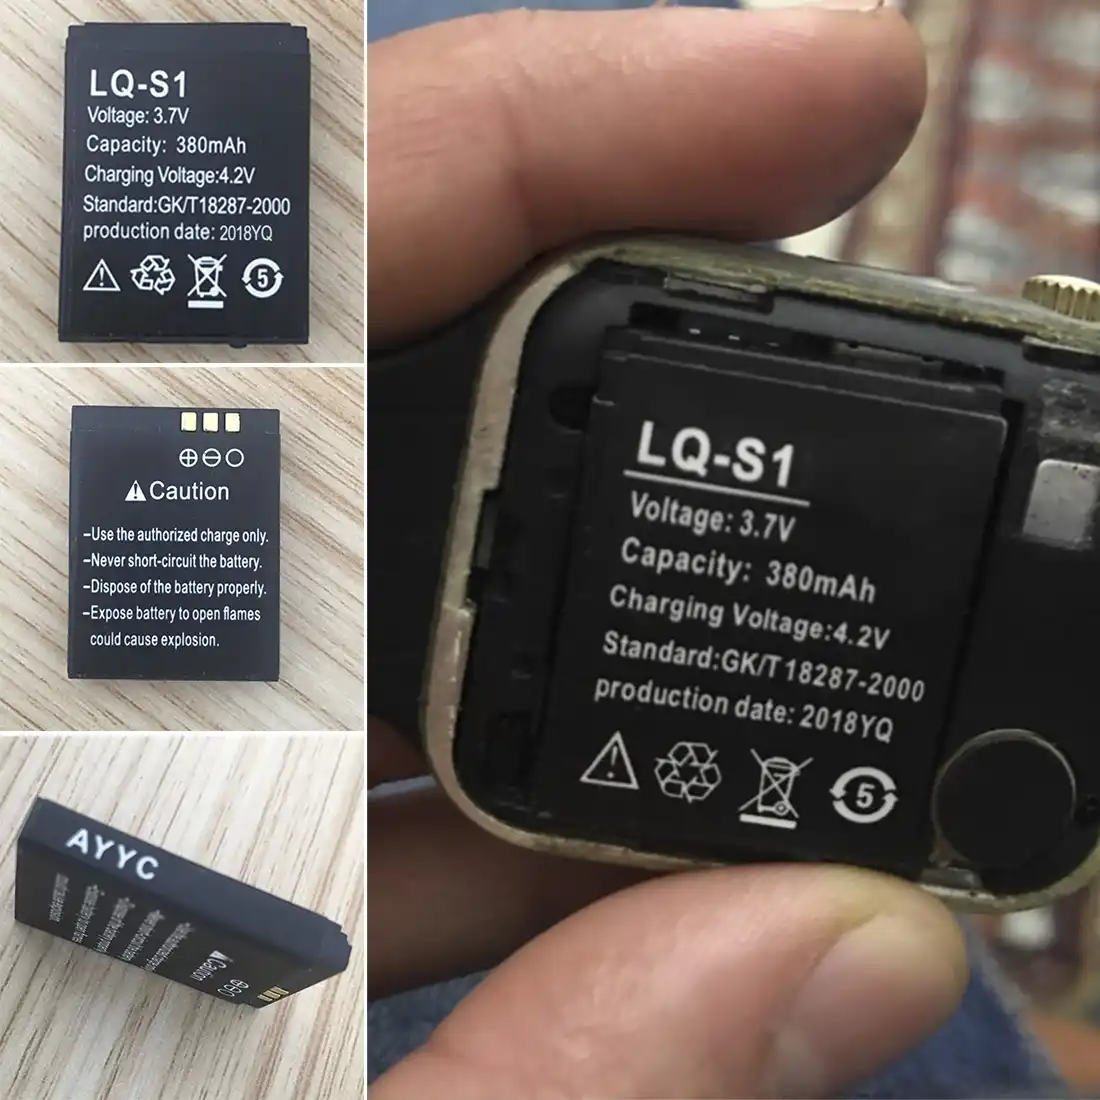 LQ-S1
Voltage: 3.7V
Capacity: 380mAh
Charging Voltage:4.2V
Standard:GK/T18287-2000
production date: 2018YQ
5
⚠Caution
–Use the authorized charge only.
–Never short-circuit the battery.
–Dispose of the battery properly.
–Expose battery to open flames
could cause explosion.
AYYC
Caution
LQ-S1
Voltage: 3.7V
Capacity: 380mAh
Charging Voltage:4.2V
Standard:GK/T18287-2000
production date: 2018YQ
5